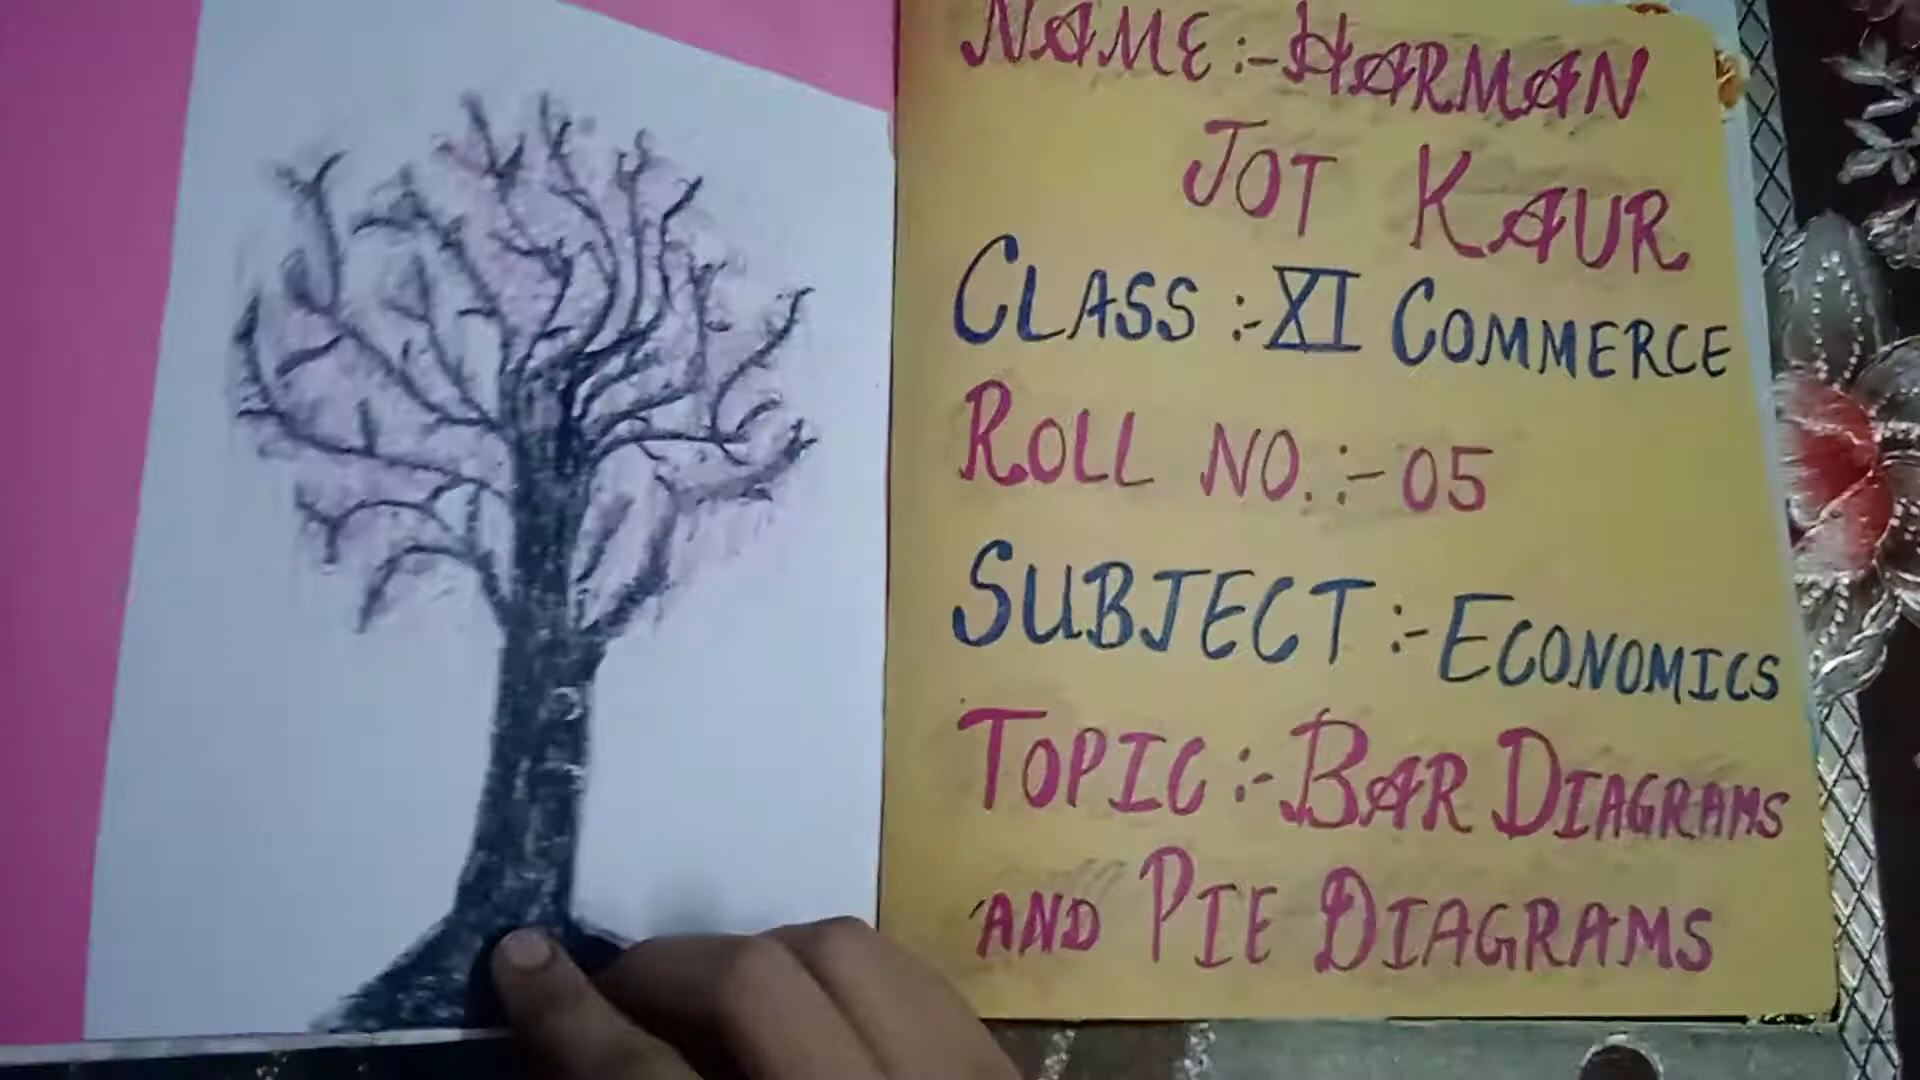 NAME :- HARMAN
JOT KAUR
CLASS :- XI COMMERCE
ROLL NO. :- 05
SUBJECT :- ECONOMICS
TOPIC :- BAR DIAGRAMS
AND PIE DIAGRAMS